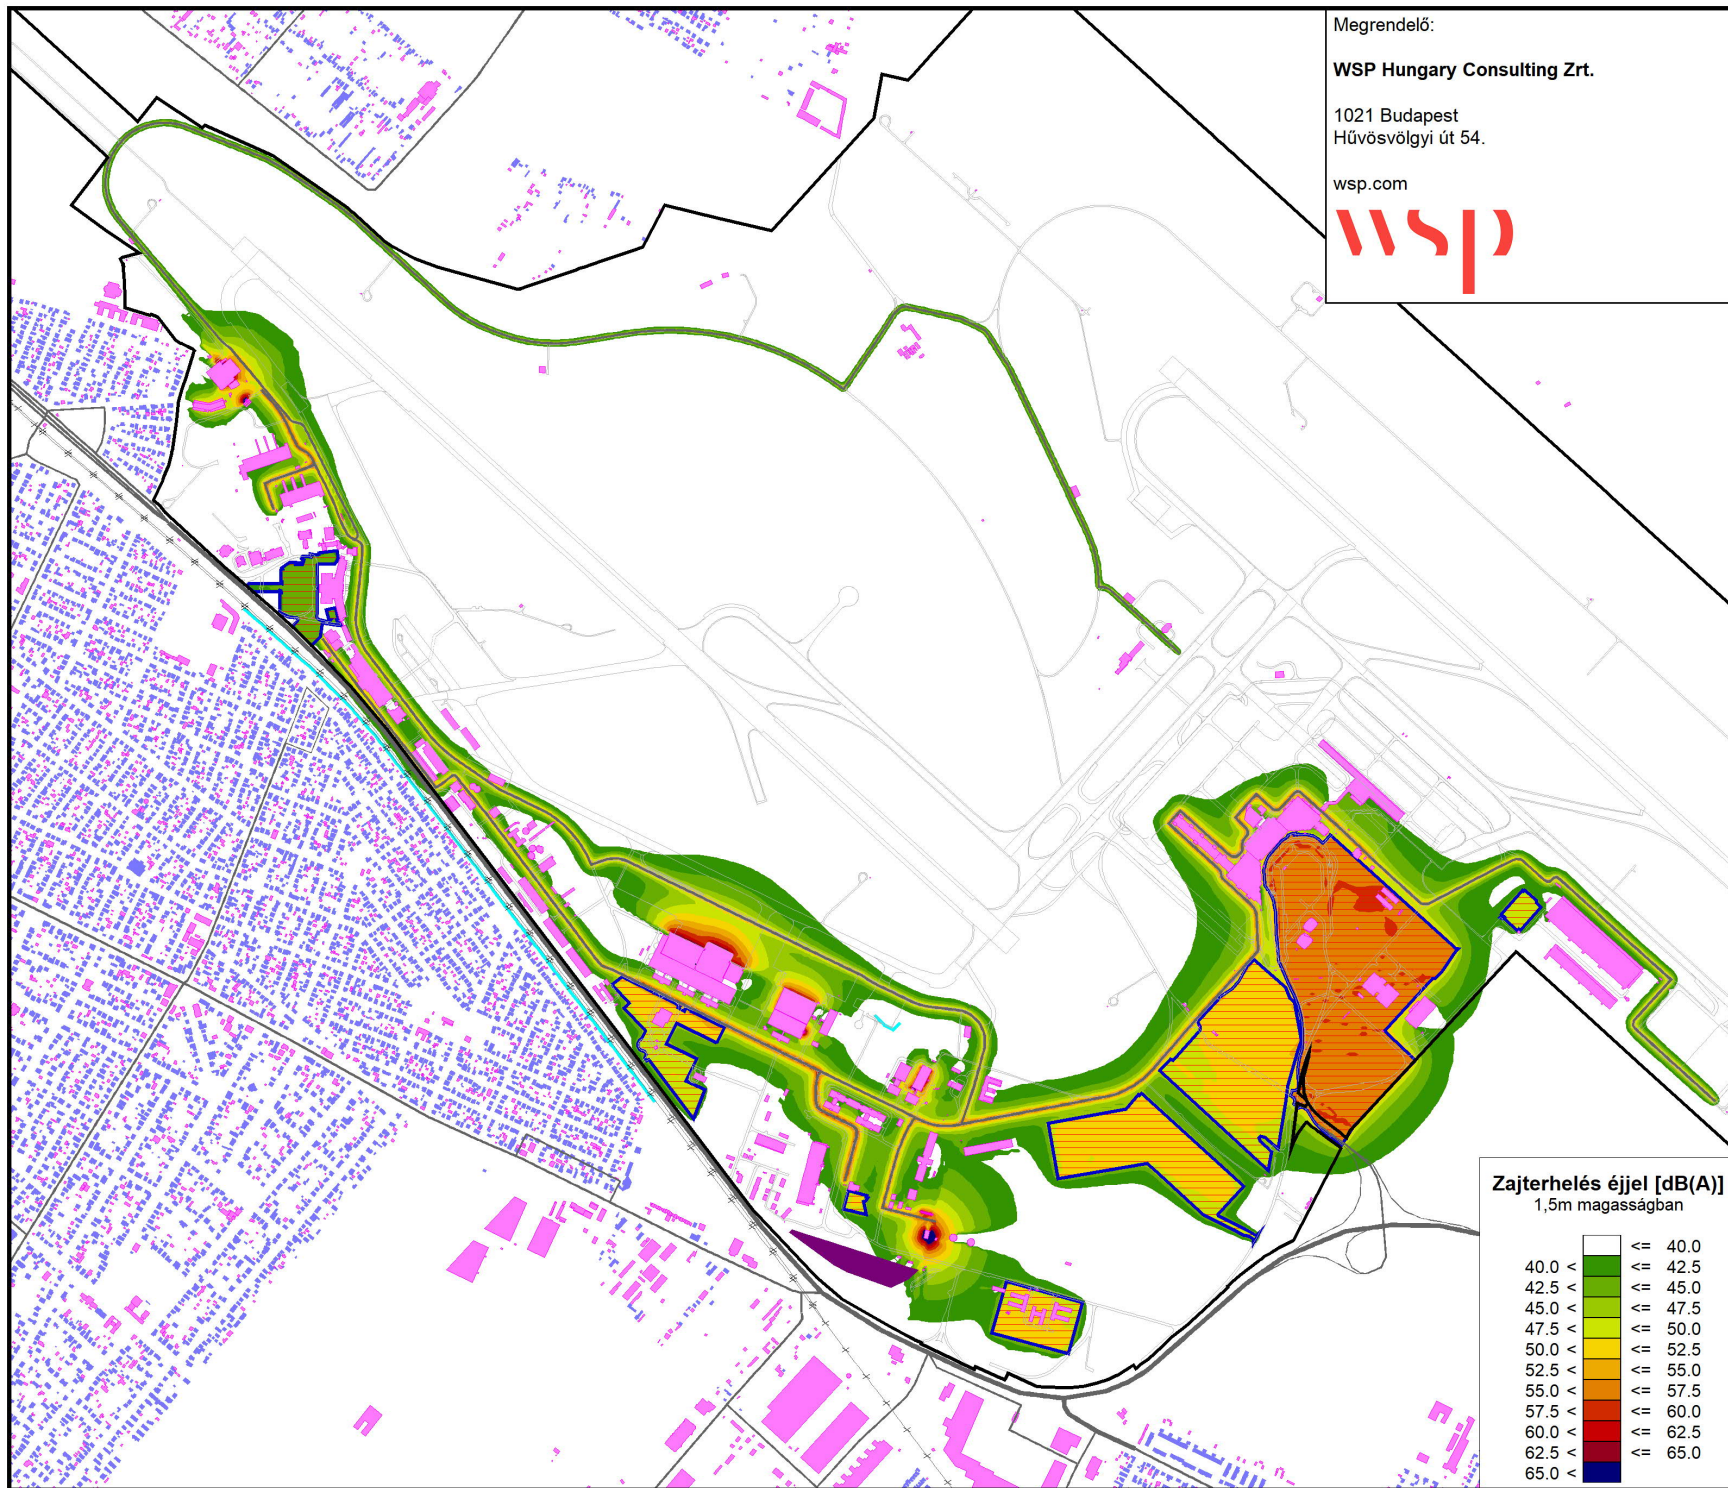 Megrendelő:
WSP Hungary Consulting Zrt.
1021 Budapest
Hűvösvölgyi út 54.
wsp.com
wsp
Zajterhelés éjjel [dB(A)]
1,5m magasságban
<= 40.0
40.0 < <= 42.5
42.5 < <= 45.0
45.0 < <= 47.5
47.5 < <= 50.0
50.0 < <= 52.5
52.5 < <= 55.0
55.0 < <= 57.5
57.5 < <= 60.0
60.0 < <= 62.5
62.5 < <= 65.0
65.0 <